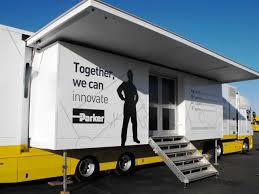 Together,
we can
innovate
Parker